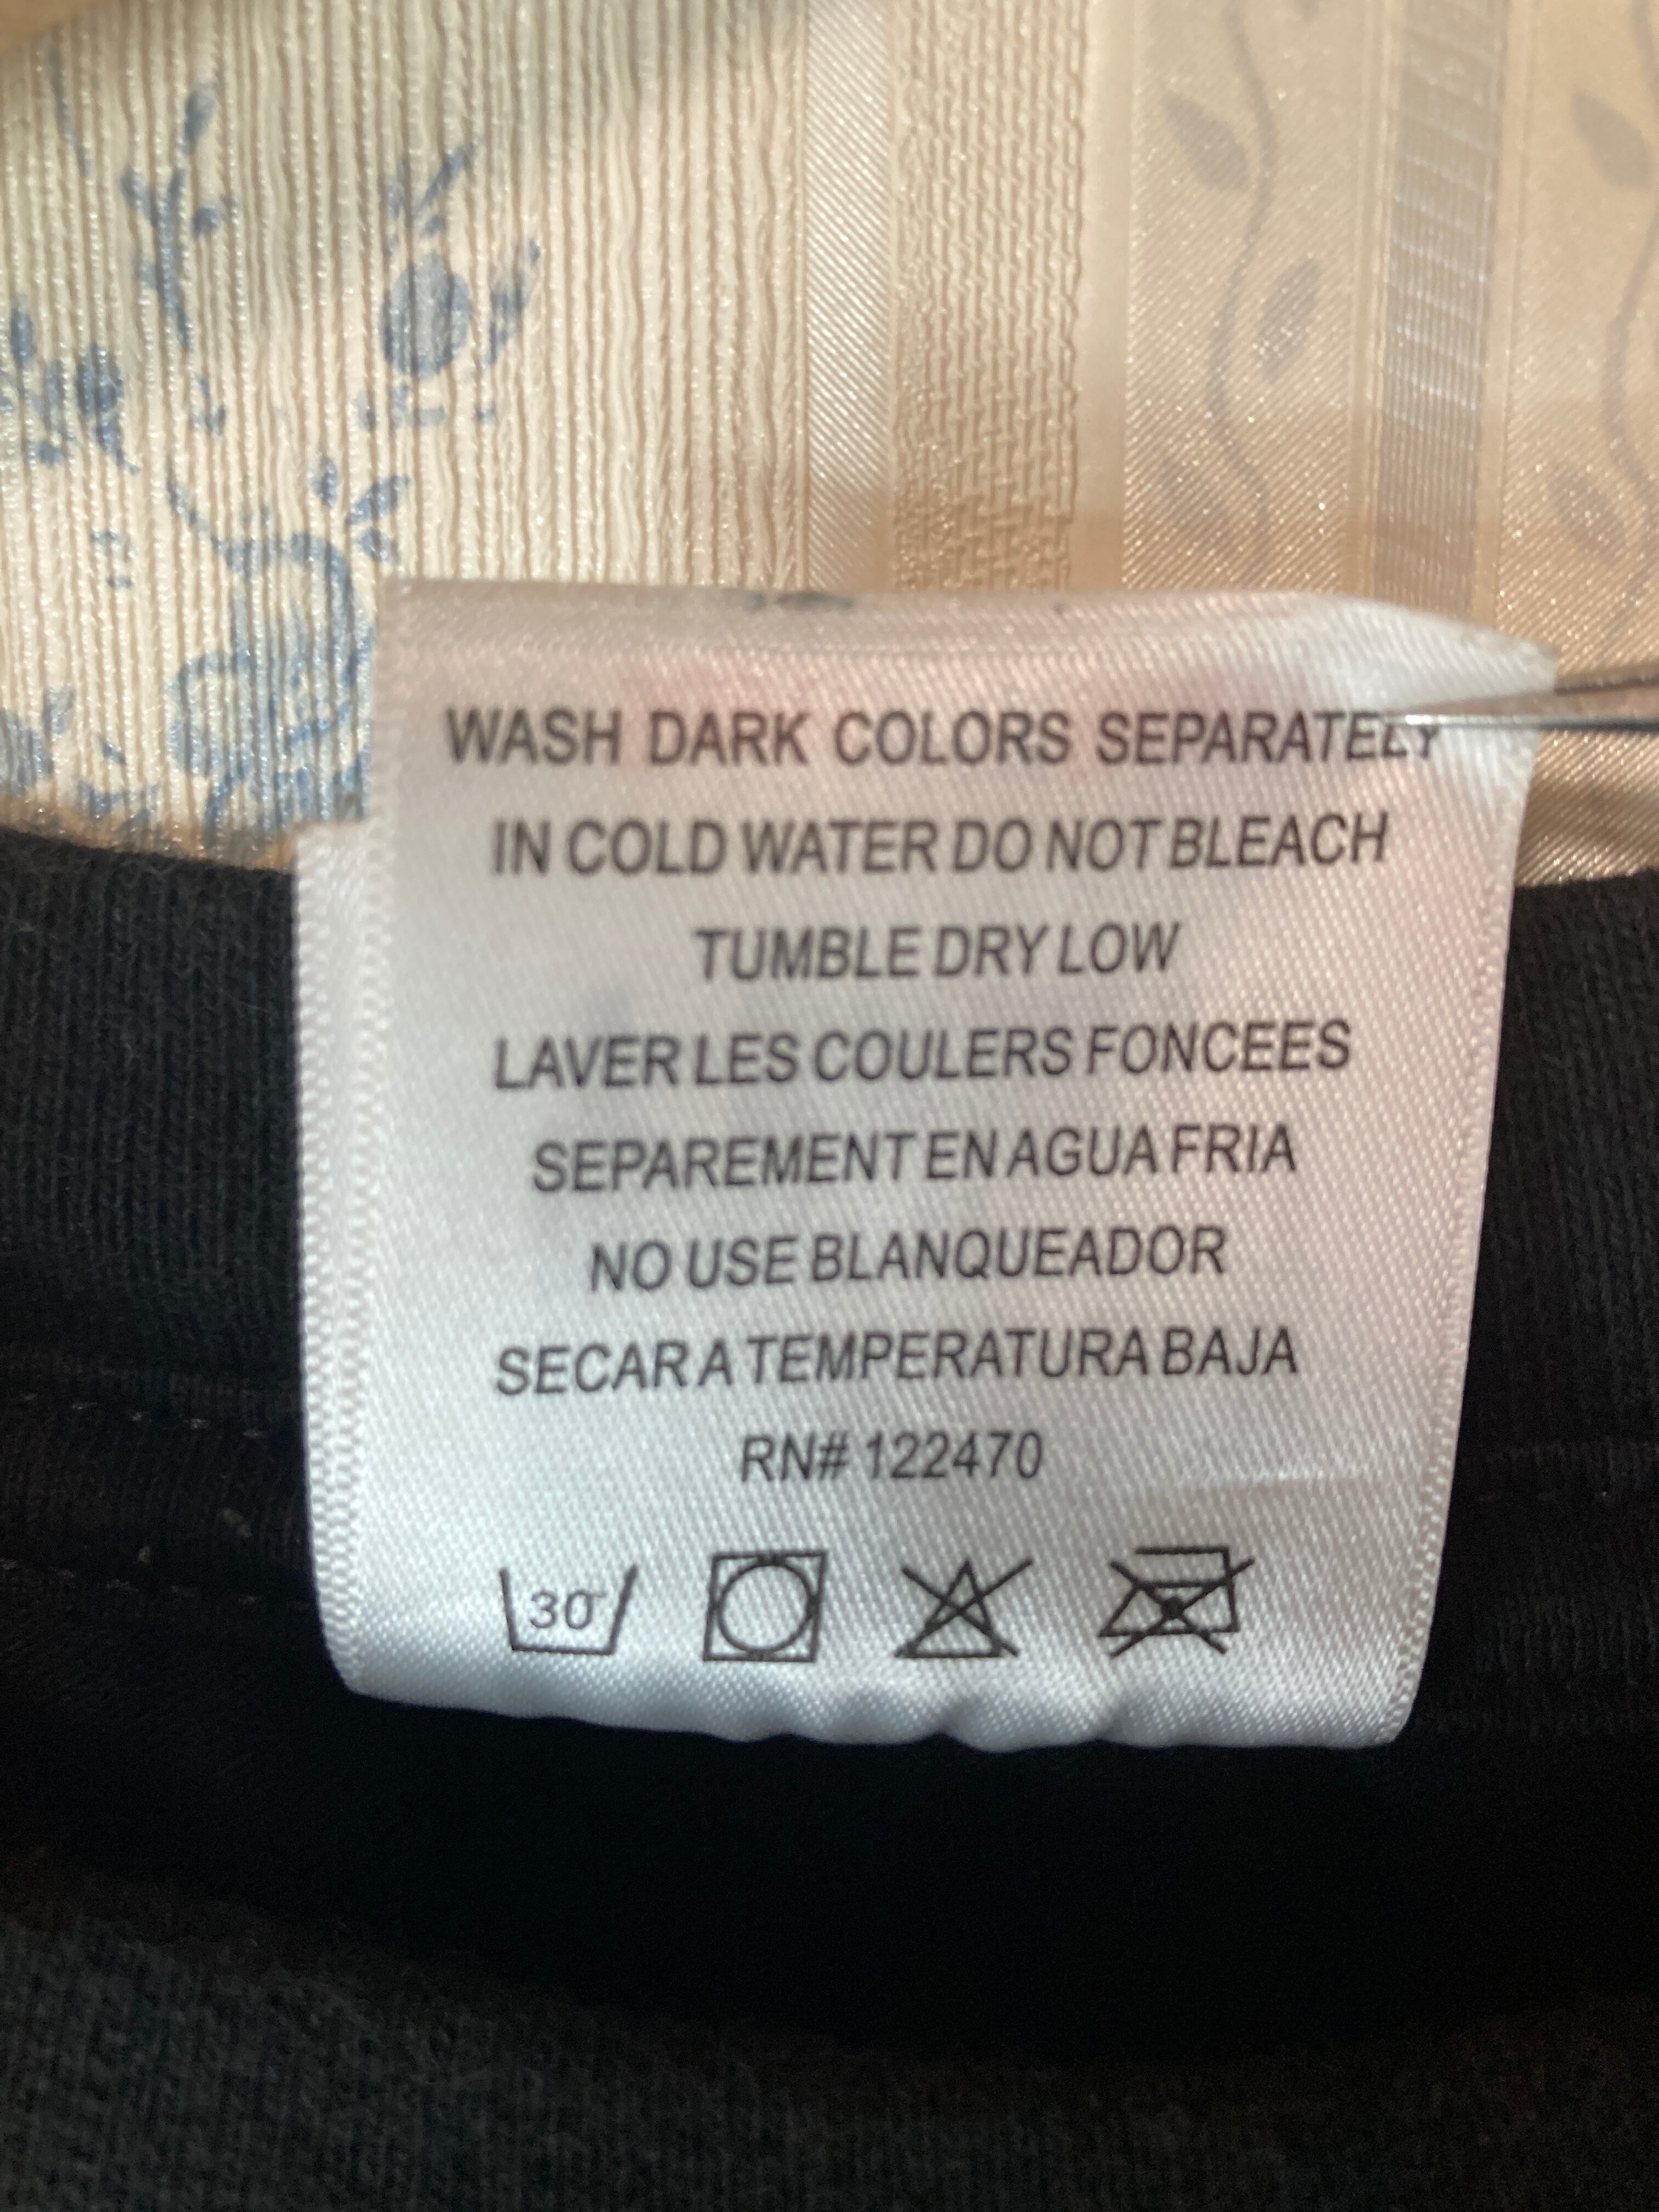 WASH DARK COLORS SEPARATELY
IN COLD WATER DO NOT BLEACH
TUMBLE DRY LOW
LAVER LES COULERS FONCEES
SEPAREMENT EN AGUA FRIA
NO USE BLANQUEADOR
SECAR A TEMPERATURA BAJA
RN# 122470
30